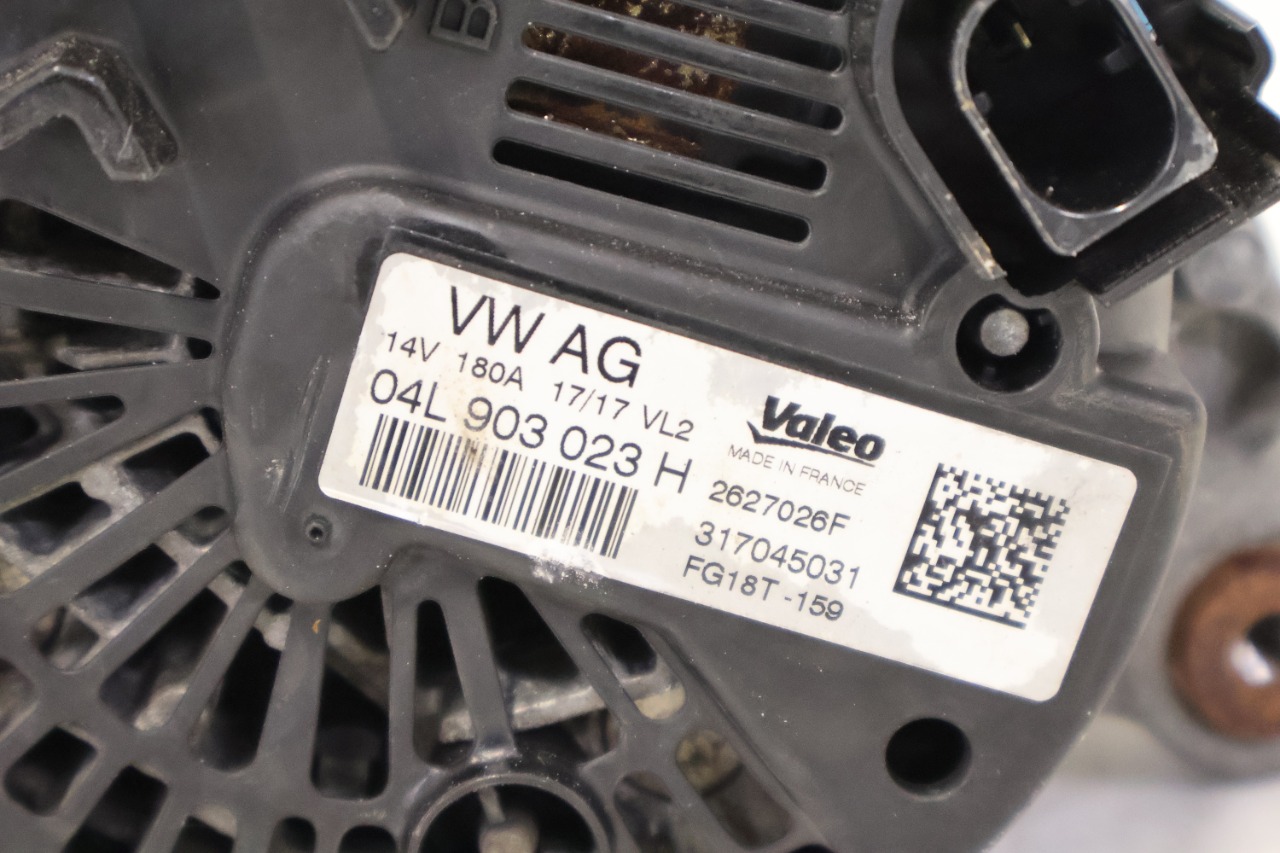 B
VW AG
14V 180A 17/17 VL2
04L 903 023 H
Valeo
MADE IN FRANCE
2627026F
317045031
FG18T-159